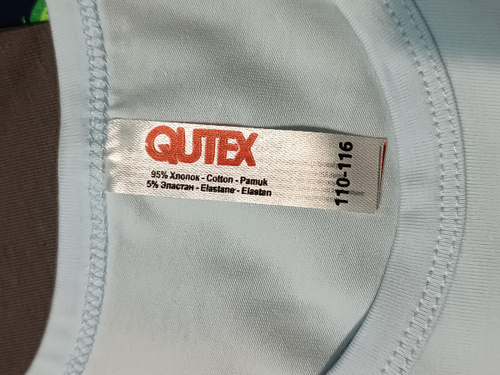 QUTEX
95% Хлопок - Cotton - Pamuk
5% Эластан - Elastane - Elastan
110-116